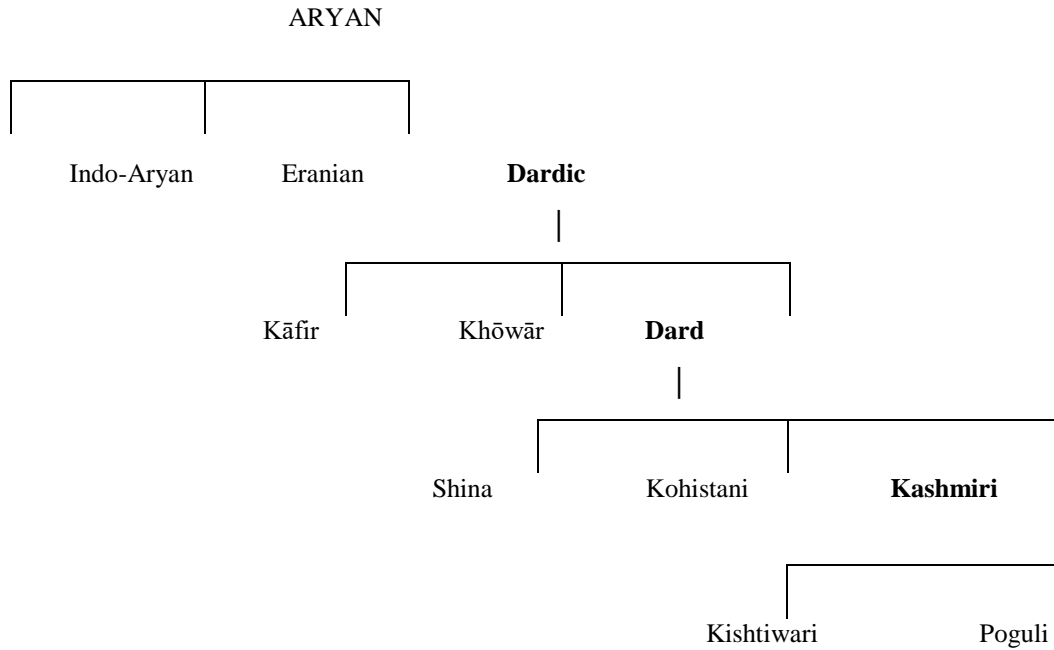 ARYAN
Indo-Aryan Eranian Dardic
Kāfir Khōwār Dard
Shina Kohistani Kashmiri
Kishtiwari Poguli